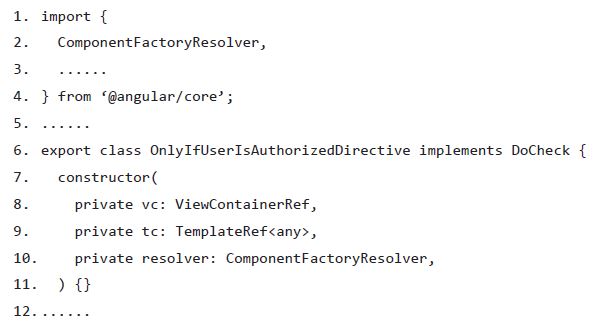 1. import {
2.   ComponentFactoryResolver,
3.   ......
4. } from ‘@angular/core’;
5. ......
6. export class OnlyIfUserIsAuthorizedDirective implements DoCheck {
7.   constructor(
8.     private vc: ViewContainerRef,
9.     private tc: TemplateRef<any>,
10.     private resolver: ComponentFactoryResolver,
11.   ) {}
12.......